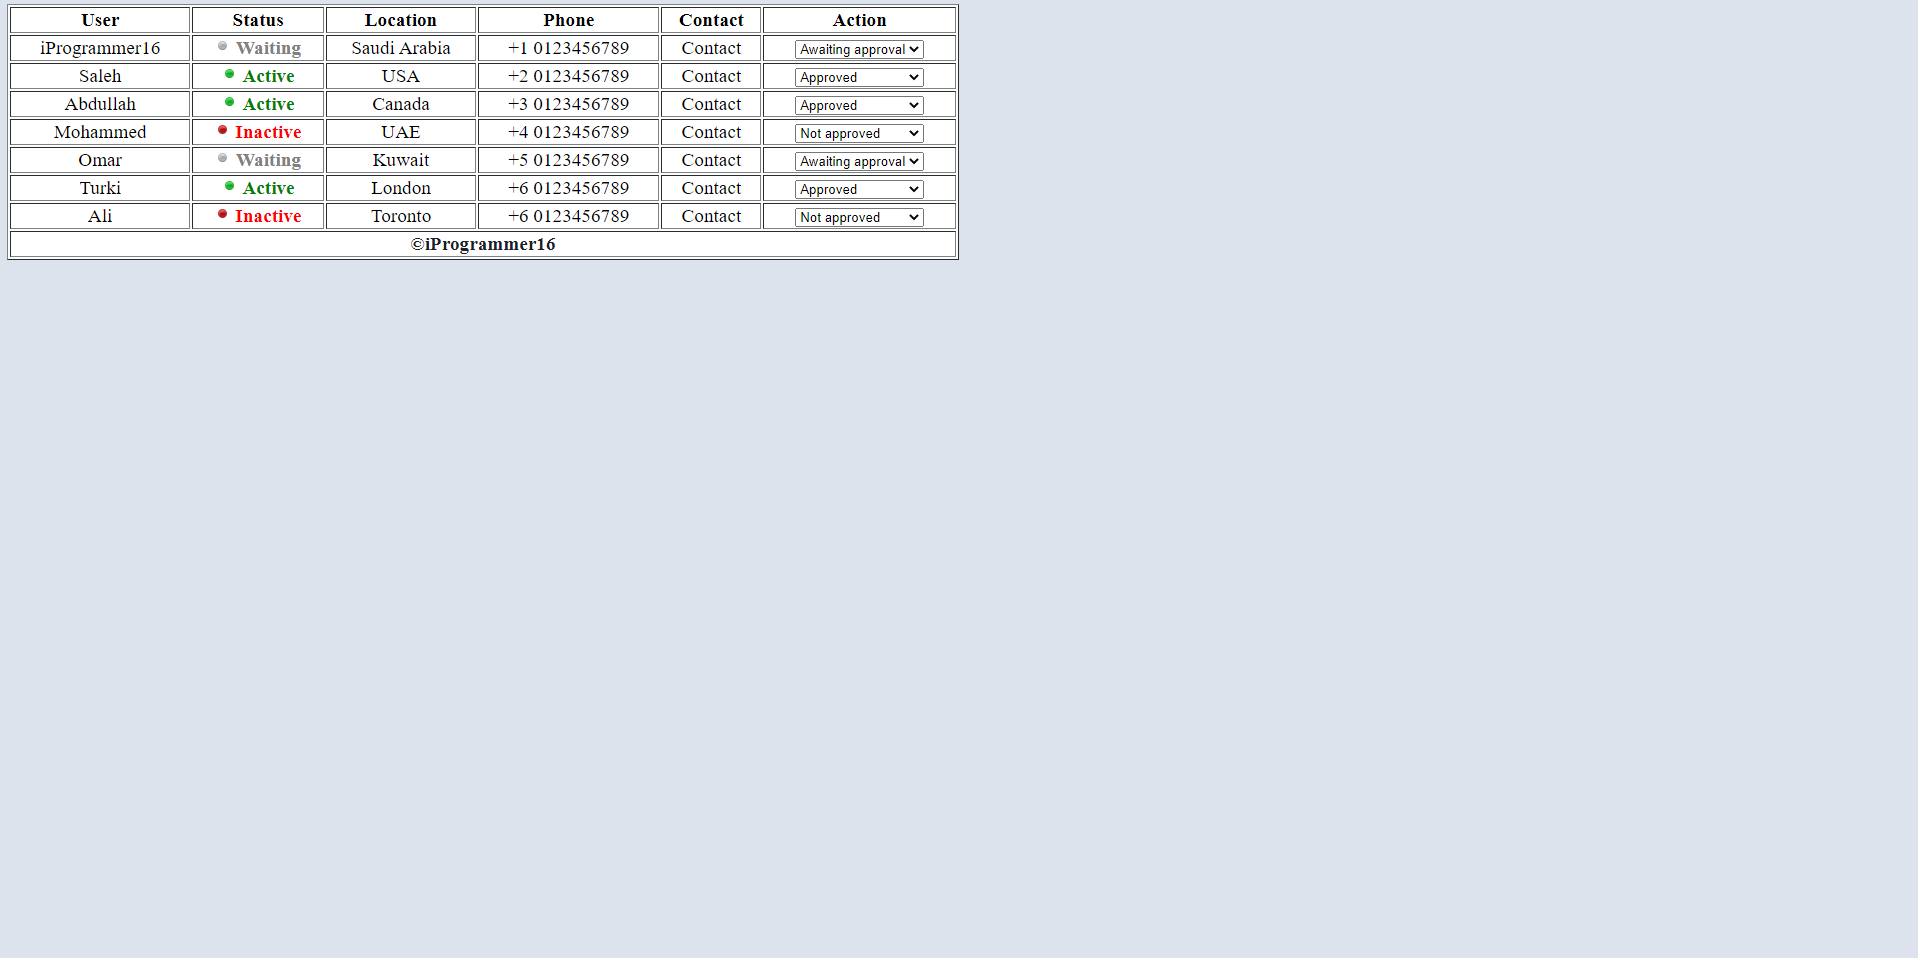 User Status Location Phone Contact Action
iProgrammer16 Waiting Saudi Arabia +1 0123456789 Contact Awaiting approval
Saleh Active USA +2 0123456789 Contact Approved
Abdullah Active Canada +3 0123456789 Contact Approved
Mohammed Inactive UAE +4 0123456789 Contact Not approved
Omar Waiting Kuwait +5 0123456789 Contact Awaiting approval
Turki Active London +6 0123456789 Contact Approved
Ali Inactive Toronto +6 0123456789 Contact Not approved
©iProgrammer16